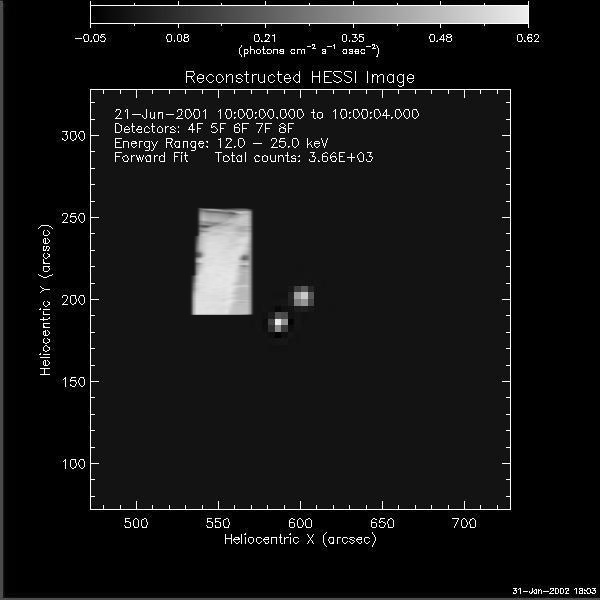 -0.05 0.08 0.21 0.35 0.48 0.62
(photons cm⁻² s⁻¹ asec⁻²)
Reconstructed HESSI Image
21-Jun-2001 10:00:00.000 to 10:00:04.000
Detectors: 4F 5F 6F 7F 8F
Energy Range: 12.0 - 25.0 keV
Forward Fit Total counts: 3.66E+03
300
250
200
150
100
Heliocentric Y (arcsec)
500 550 600 650 700
Heliocentric X (arcsec)
31-Jan-2002 18:03